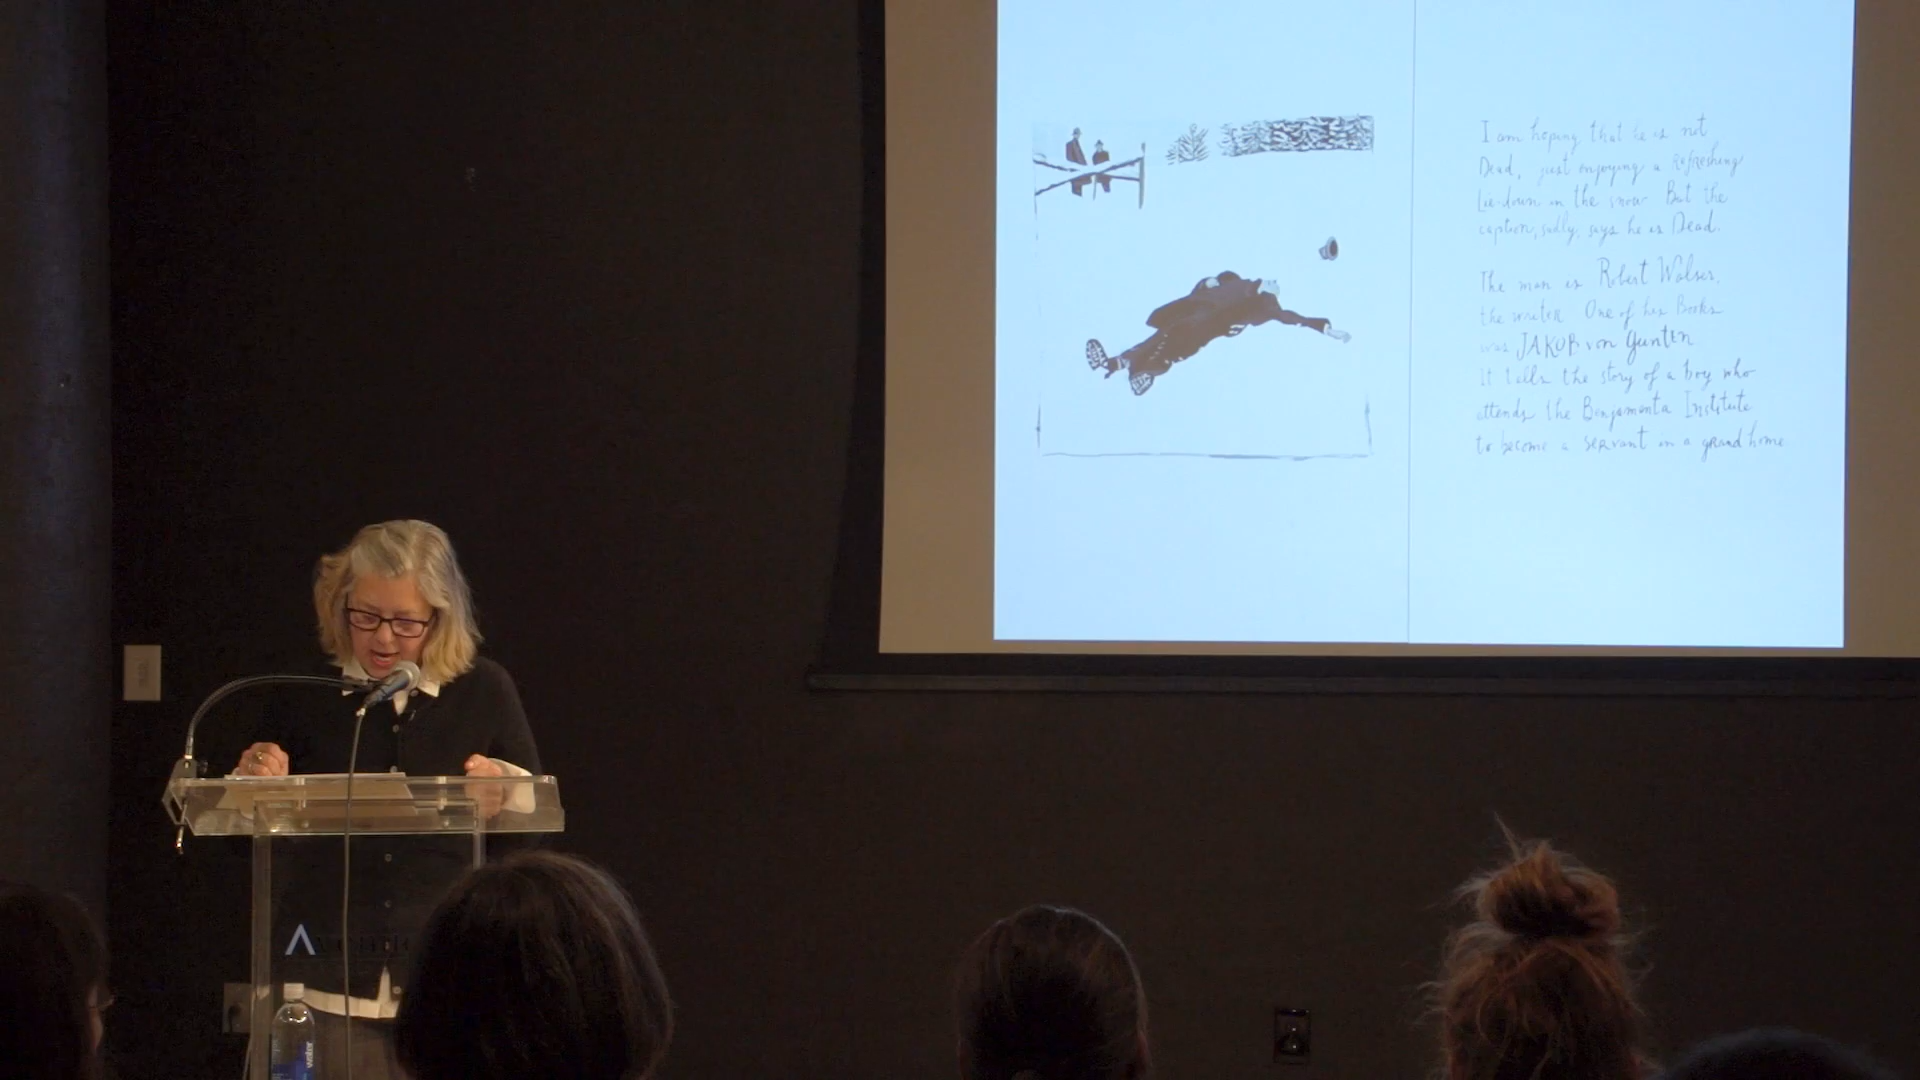 I am hoping that he is not
Dead, just enjoying a Refreshing
Lie-down in the snow But the
caption, sadly, says he is Dead.
The man is Robert Walser,
the writer One of his Books
was JAKOB von Gunten
It tells the story of a boy who
attends the Benjamenta Institute
to become a servant in a grand home